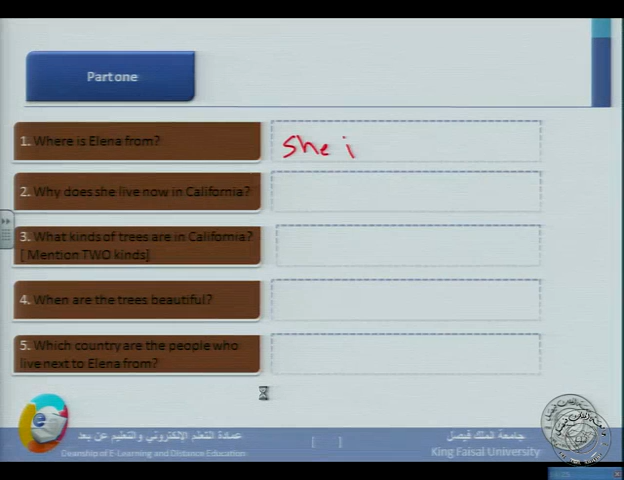 Part one
1. Where is Elena from?
She i
2. Why does she live now in California?
3. What kinds of trees are in California?
[ Mention TWO kinds]
4. When are the trees beautiful?
5. Which country are the people who
live next to Elena from?
عمادة التعلم الإلكتروني والتعليم عن بعد
Deanship of E-Learning and Distance Education
[ ]
جامعة الملك فيصل
King Faisal University